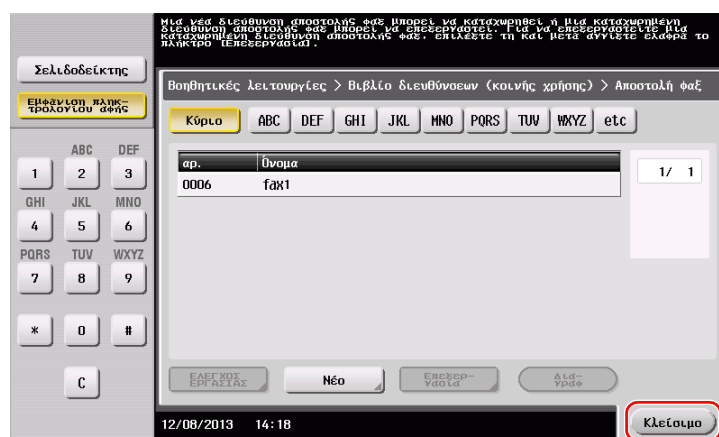 Μια νέα διεύθυνση αποστολής φαξ μπορεί να καταχωρηθεί ή μια καταχωρημένη
διεύθυνση αποστολής φαξ μπορεί να επεξεργαστεί. Για να επεξεργαστείτε μια
καταχωρημένη διεύθυνση αποστολής φαξ, επιλέξτε τη και μετά αγγίξτε ελαφρά το
πλήκτρο [Επεξεργασία].
Σελιδοδείκτης
Εμφάνιση πληκ-
τρολογίου αφής
Βοηθητικές λειτουργίες > Βιβλίο διευθύνσεων (κοινής χρήσης) > Αποστολή φαξ
Κύριο ABC DEF GHI JKL MNO PQRS TUV WXYZ etc
αρ. Όνομα
0006 fax1
1/ 1
ABC DEF
1 2 3
GHI JKL MNO
4 5 6
PQRS TUV WXYZ
7 8 9
* 0 #
C
ΕΛΕΓΧΟΣ
ΕΡΓΑΣΙΑΣ
Νέο
Επεξερ-
γασία
Δια-
γραφ
12/08/2013 14:18
Κλείσιμο